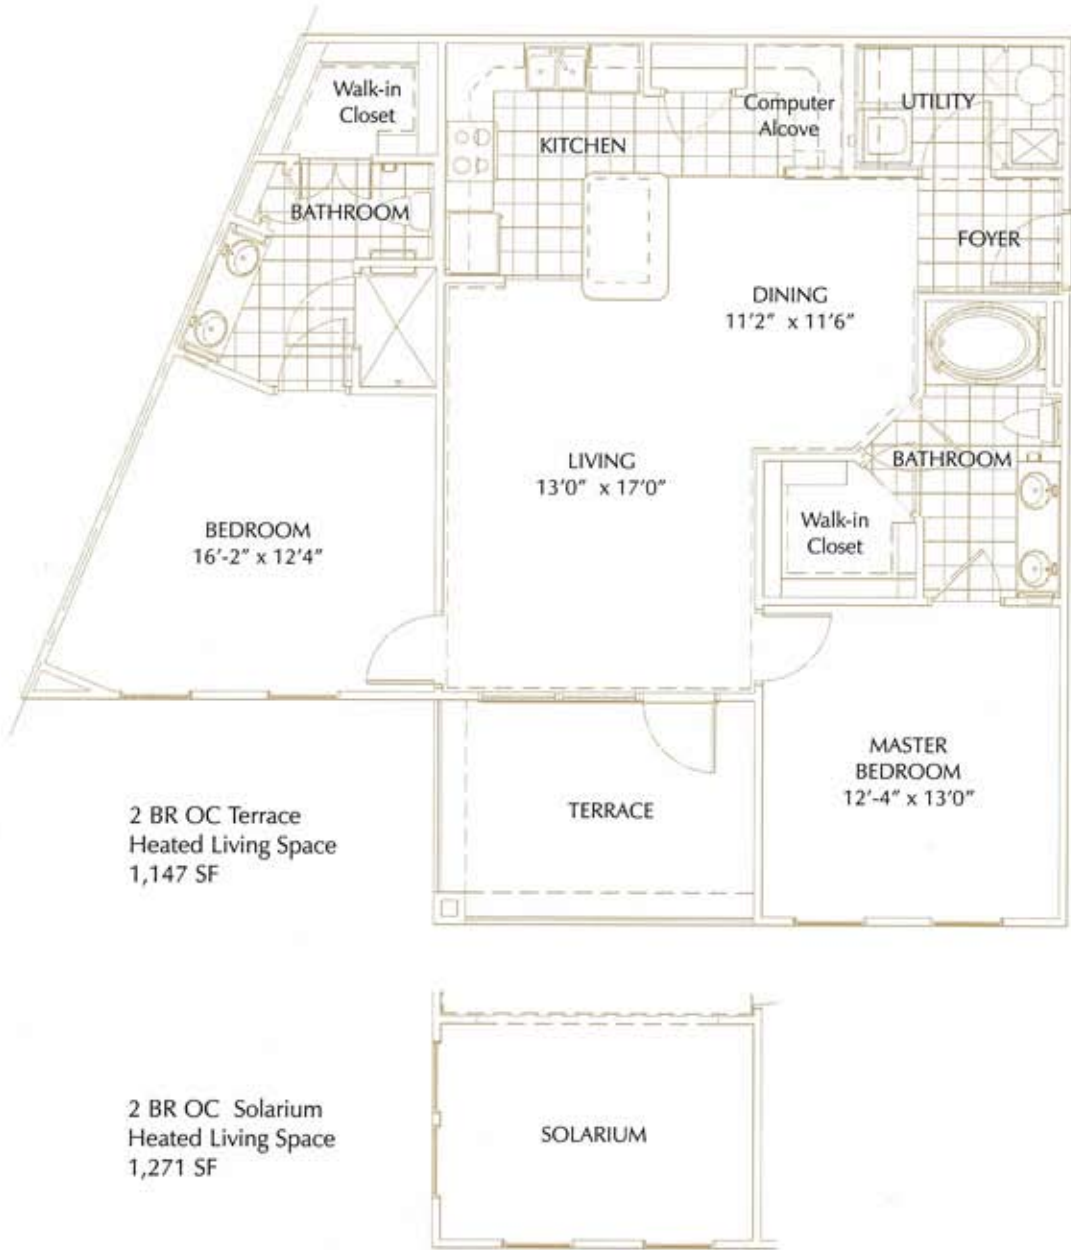 Walk-in
Closet
KITCHEN
Computer
Alcove
UTILITY
BATHROOM
FOYER
DINING
11'2" x 11'6"
LIVING
13'0" x 17'0"
BATHROOM
BEDROOM
16'-2" x 12'4"
Walk-in
Closet
MASTER
BEDROOM
12'-4" x 13'0"
TERRACE
2 BR OC Terrace
Heated Living Space
1,147 SF
2 BR OC Solarium
Heated Living Space
1,271 SF
SOLARIUM